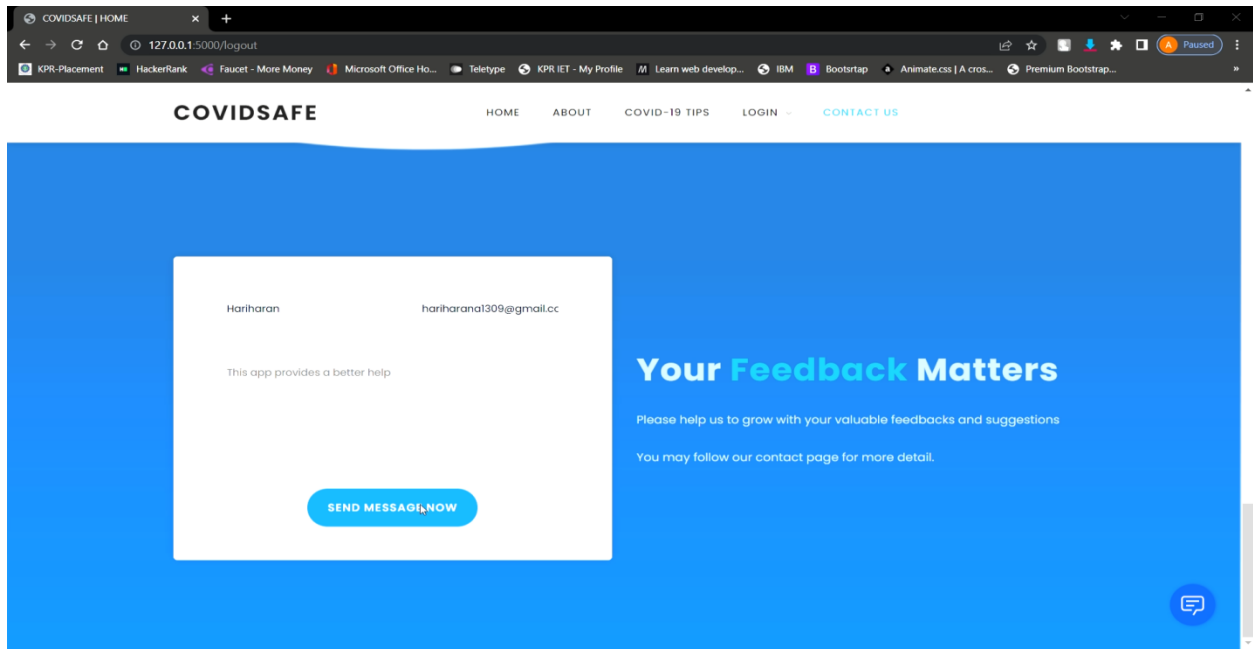 COVIDSAFE | HOME
127.0.0.1:5000/logout
Paused
KPR-Placement HackerRank Faucet - More Money Microsoft Office Ho... Teletype KPR IET - My Profile Learn web develop... IBM Bootsrtap Animate.css | A cros... Premium Bootstrap... »
COVIDSAFE HOME ABOUT COVID-19 TIPS LOGIN CONTACT US
Hariharan hariharana1309@gmail.cc
This app provides a better help
SEND MESSAGE NOW
Your Feedback Matters
Please help us to grow with your valuable feedbacks and suggestions
You may follow our contact page for more detail.